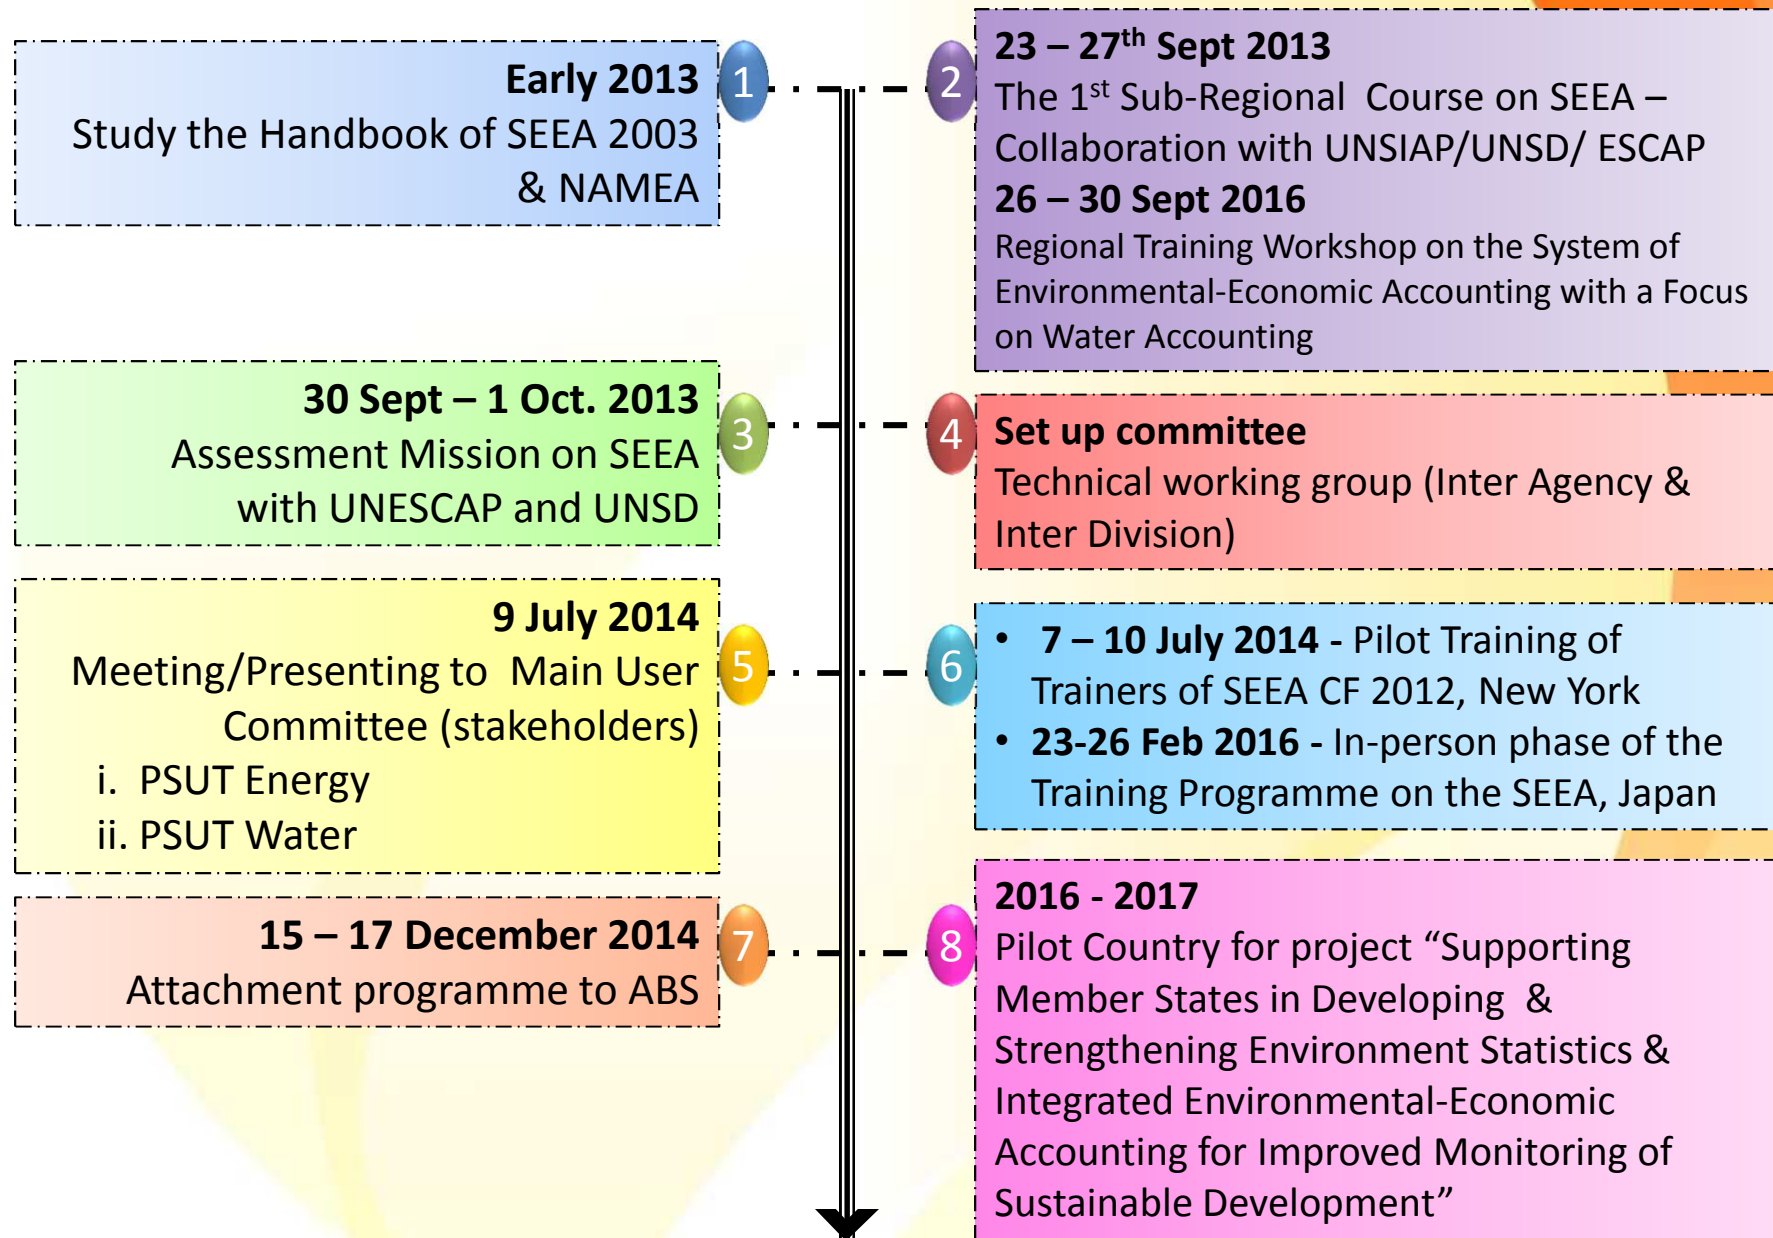 1
Early 2013
Study the Handbook of SEEA 2003
& NAMEA
2
23 – 27th Sept 2013
The 1st Sub-Regional Course on SEEA –
Collaboration with UNSIAP/UNSD/ ESCAP
26 – 30 Sept 2016
Regional Training Workshop on the System of
Environmental-Economic Accounting with a Focus
on Water Accounting
3
30 Sept – 1 Oct. 2013
Assessment Mission on SEEA
with UNESCAP and UNSD
4
Set up committee
Technical working group (Inter Agency &
Inter Division)
5
9 July 2014
Meeting/Presenting to Main User
Committee (stakeholders)
i. PSUT Energy
ii. PSUT Water
6
• 7 – 10 July 2014 - Pilot Training of
Trainers of SEEA CF 2012, New York
• 23-26 Feb 2016 - In-person phase of the
Training Programme on the SEEA, Japan
7
15 – 17 December 2014
Attachment programme to ABS
8
2016 - 2017
Pilot Country for project “Supporting
Member States in Developing &
Strengthening Environment Statistics &
Integrated Environmental-Economic
Accounting for Improved Monitoring of
Sustainable Development”